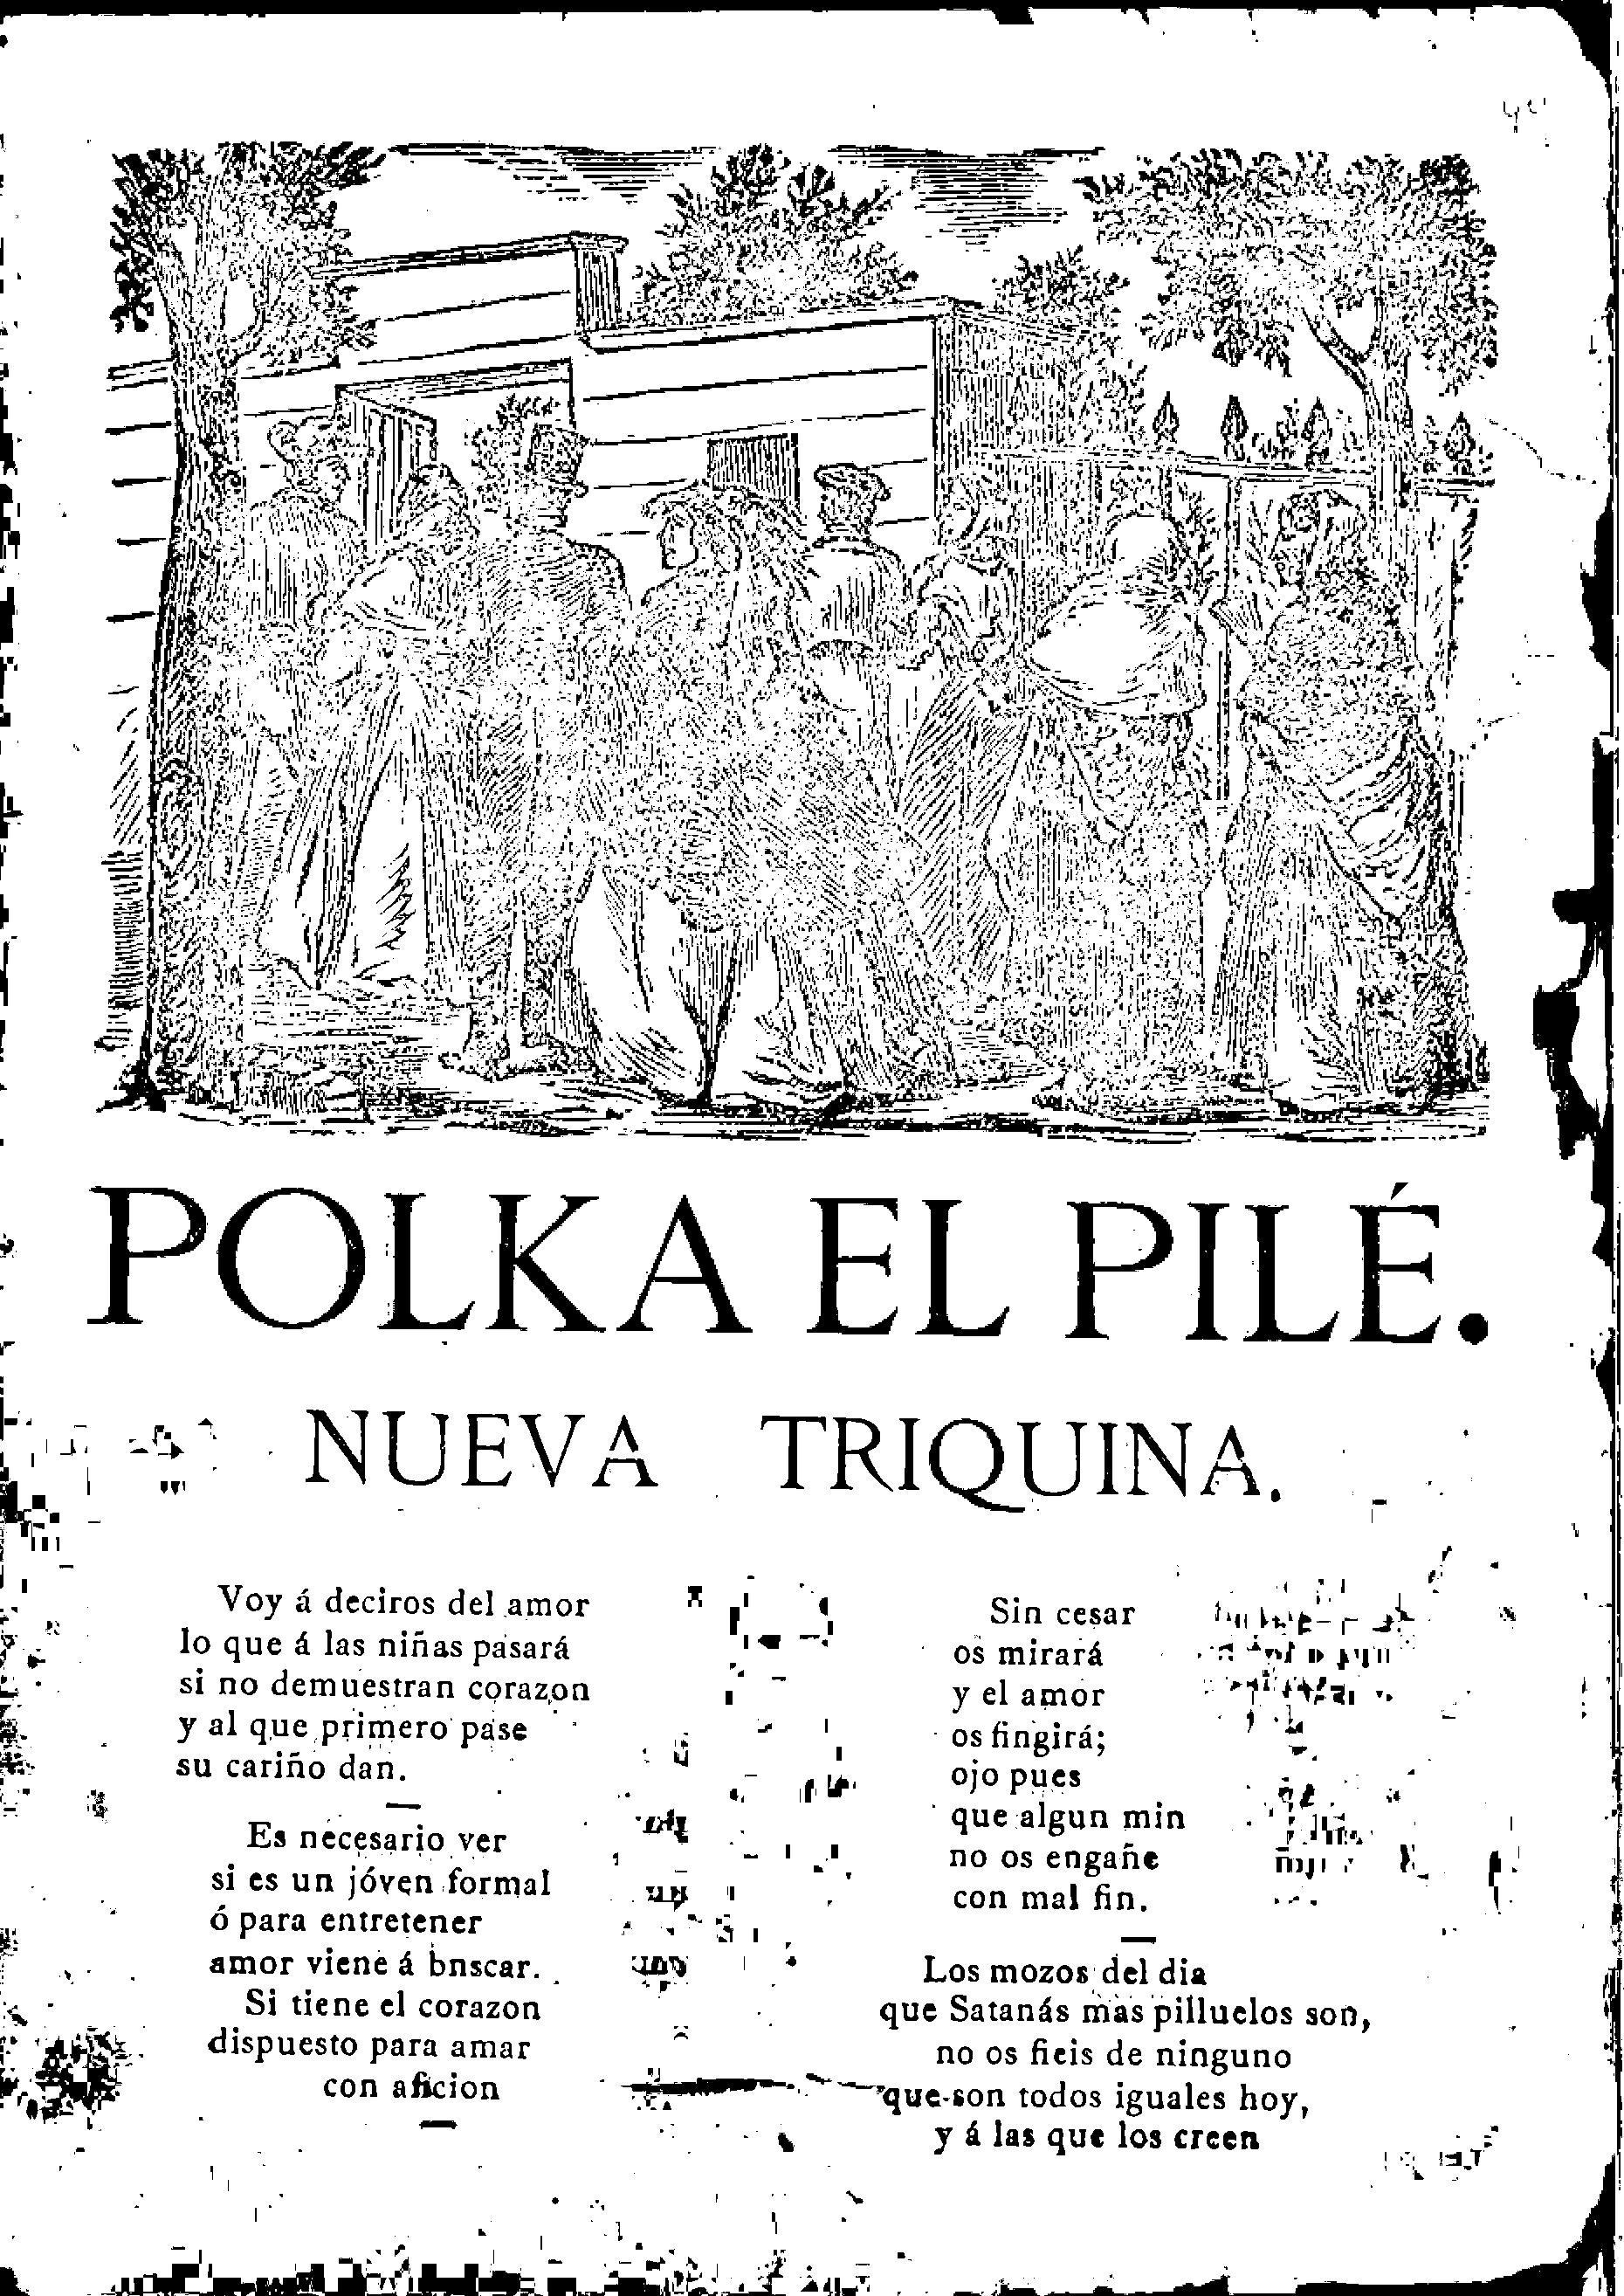 POLKA EL PILÉ.
NUEVA TRIQUINA.
Voy á deciros del amor
lo que á las niñas pasará
si no demuestran corazon
y al que primero pase
su cariño dan.
Es necesario ver
si es un jóven formal
ó para entretener
amor viene á bnscar.
Si tiene el corazon
dispuesto para amar
con aficion
Sin cesar
os mirará
y el amor
os fingirá;
ojo pues
que algun min
no os engañe
con mal fin.
Los mozos del dia
que Satanás mas pilluelos son,
no os fieis de ninguno
que son todos iguales hoy,
y á las que los creen